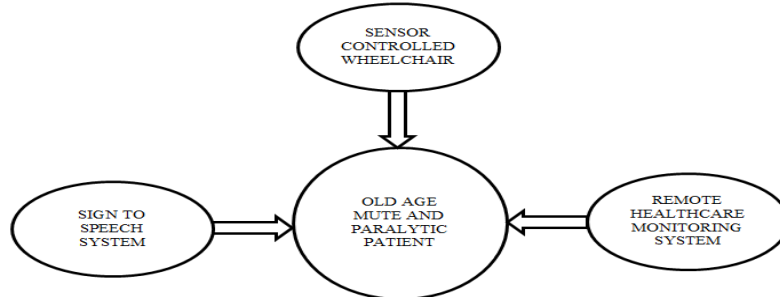 SENSOR
CONTROLLED
WHEELCHAIR
SIGN TO
SPEECH
SYSTEM
OLD AGE
MUTE AND
PARALYTIC
PATIENT
REMOTE
HEALTHCARE
MONITORING
SYSTEM